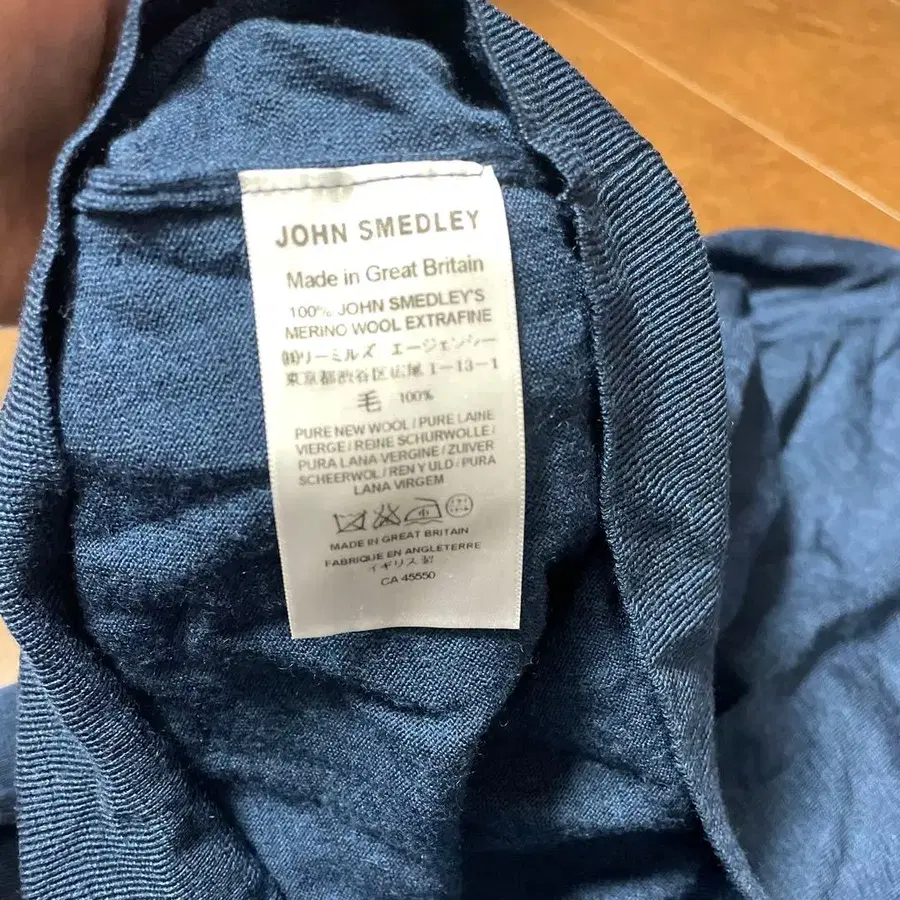 JOHN SMEDLEY
Made in Great Britain
100% JOHN SMEDLEY'S
MERINO WOOL EXTRAFINE
㈱リーミルズ エージェンシー
東京都渋谷区広尾1-13-1
毛 100%
PURE NEW WOOL / PURE LAINE
VIERGE / REINE SCHURWOLLE /
PURA LANA VERGINE / ZUIVER
SCHEERWOL / REN Y ULD / PURA
LANA VIRGEM
MADE IN GREAT BRITAIN
FABRIQUE EN ANGLETERRE
イギリス製
CA 45550